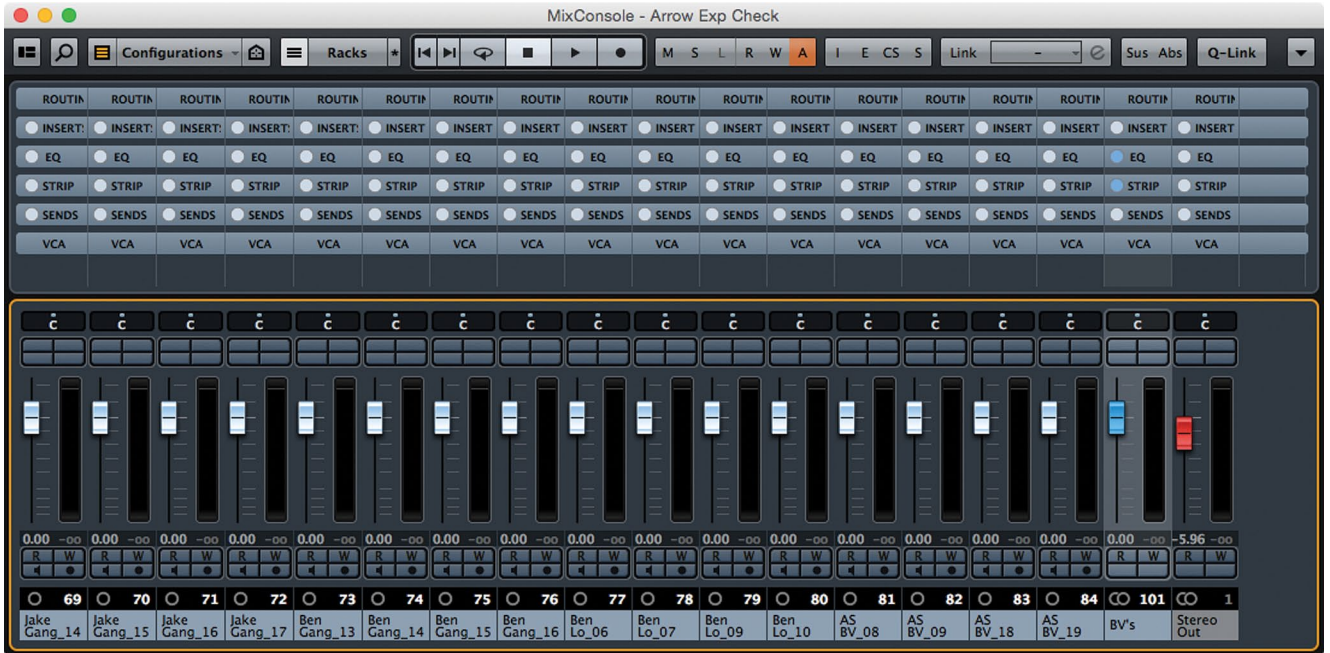 MixConsole - Arrow Exp Check
Configurations Racks * M S L R W A I E CS S Link - e Sus Abs Q-Link
ROUTIN ROUTIN ROUTIN ROUTIN ROUTIN ROUTIN ROUTIN ROUTIN ROUTIN ROUTIN ROUTIN ROUTIN ROUTIN ROUTIN ROUTIN ROUTIN ROUTIN ROUTIN
INSERT: INSERT: INSERT: INSERT: INSERT INSERT INSERT INSERT INSERT INSERT INSERT INSERT INSERT INSERT INSERT INSERT INSERT INSERT
EQ EQ EQ EQ EQ EQ EQ EQ EQ EQ EQ EQ EQ EQ EQ EQ EQ EQ
STRIP STRIP STRIP STRIP STRIP STRIP STRIP STRIP STRIP STRIP STRIP STRIP STRIP STRIP STRIP STRIP STRIP STRIP
SENDS SENDS SENDS SENDS SENDS SENDS SENDS SENDS SENDS SENDS SENDS SENDS SENDS SENDS SENDS SENDS SENDS SENDS
VCA VCA VCA VCA VCA VCA VCA VCA VCA VCA VCA VCA VCA VCA VCA VCA VCA VCA
C C C C C C C C C C C C C C C C C C
0.00 -oo 0.00 -oo 0.00 -oo 0.00 -oo 0.00 -oo 0.00 -oo 0.00 -oo 0.00 -oo 0.00 -oo 0.00 -oo 0.00 -oo 0.00 -oo 0.00 -oo 0.00 -oo 0.00 -oo 0.00 -oo 0.00 -oo -5.96 -oo
R W R W R W R W R W R W R W R W R W R W R W R W R W R W R W R W R W R W
69 70 71 72 73 74 75 76 77 78 79 80 81 82 83 84 101 1
Jake Jake Jake Jake Ben Ben Ben Ben Ben Ben Ben Ben AS AS AS AS BV's Stereo
Gang_14 Gang_15 Gang_16 Gang_17 Gang_13 Gang_14 Gang_15 Gang_16 Lo_06 Lo_07 Lo_09 Lo_10 BV_08 BV_09 BV_18 BV_19 Out